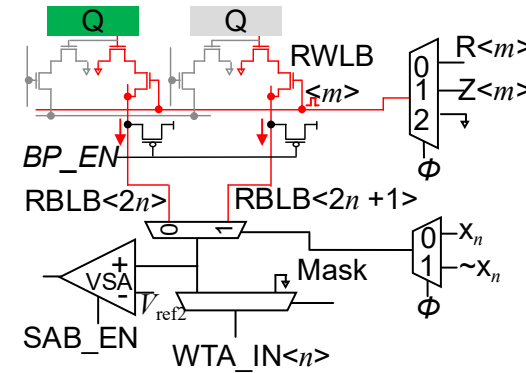 Q Q
RWLB
<m>
0 R<m>
1 Z<m>
2
Φ
BP_EN
RBLB<2n> RBLB<2n +1>
0 1
0 xₙ
1 ~xₙ
Φ
+
VSA
-
Mask
V_ref2
SAB_EN
WTA_IN<n>